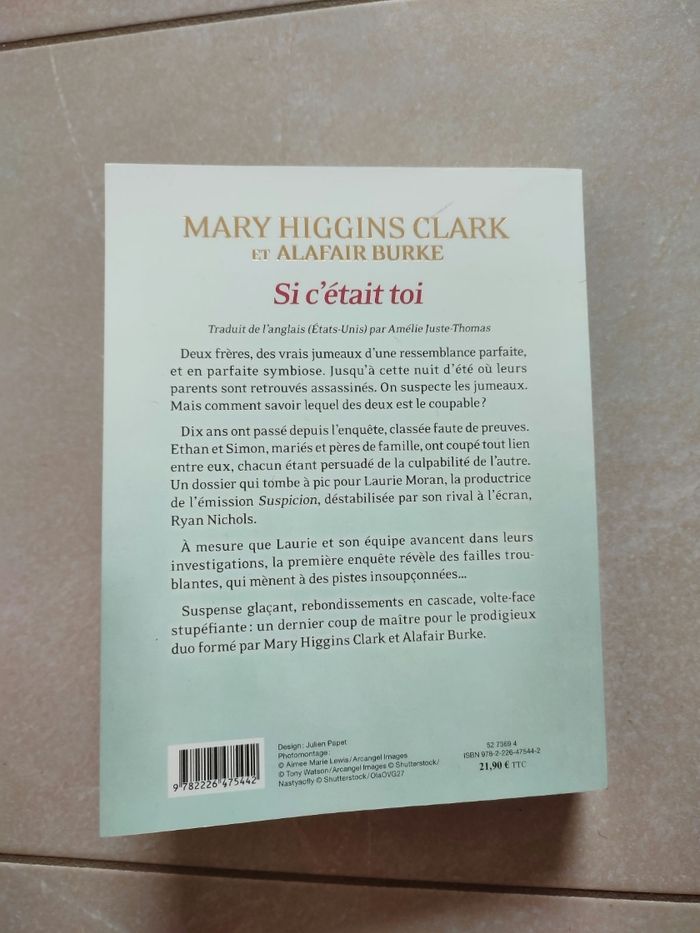 MARY HIGGINS CLARK
ET ALAFAIR BURKE
Si c'était toi
Traduit de l'anglais (États-Unis) par Amélie Juste-Thomas
Deux frères, des vrais jumeaux d'une ressemblance parfaite,
et en parfaite symbiose. Jusqu'à cette nuit d'été où leurs
parents sont retrouvés assassinés. On suspecte les jumeaux.
Mais comment savoir lequel des deux est le coupable ?
Dix ans ont passé depuis l'enquête, classée faute de preuves.
Ethan et Simon, mariés et pères de famille, ont coupé tout lien
entre eux, chacun étant persuadé de la culpabilité de l'autre.
Un dossier qui tombe à pic pour Laurie Moran, la productrice
de l'émission Suspicion, déstabilisée par son rival à l'écran,
Ryan Nichols.
À mesure que Laurie et son équipe avancent dans leurs
investigations, la première enquête révèle des failles trou-
blantes, qui mènent à des pistes insoupçonnées...
Suspense glaçant, rebondissements en cascade, volte-face
stupéfiante : un dernier coup de maître pour le prodigieux
duo formé par Mary Higgins Clark et Alafair Burke.
Design : Julien Papet
Photomontage :
© Aimee Marie Lewis / Arcangel Images
© Tony Watson / Arcangel Images © Shutterstock /
Nastyaofly © Shutterstock / OlaOVG27
52 7369 4
ISBN 978-2-226-47544-2
21,90 € TTC
9 782226 475442